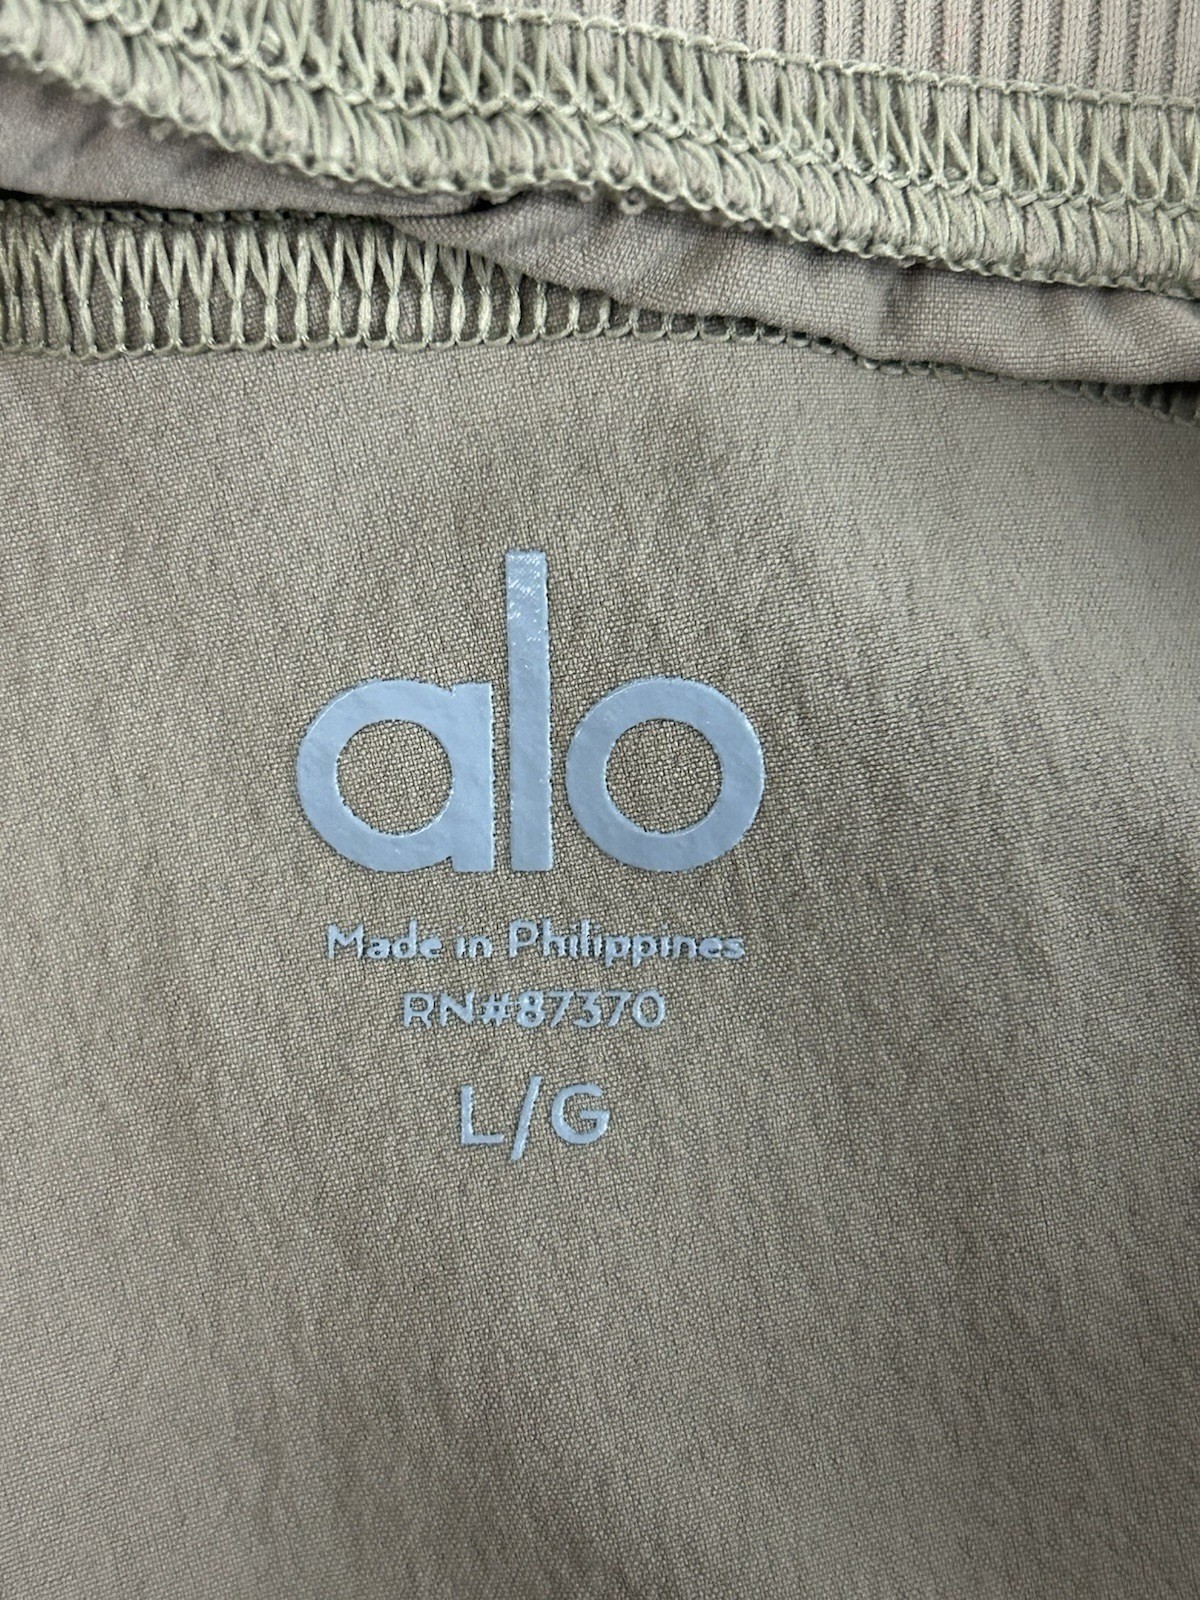 alo
Made in Philippines
RN#87370
L/G